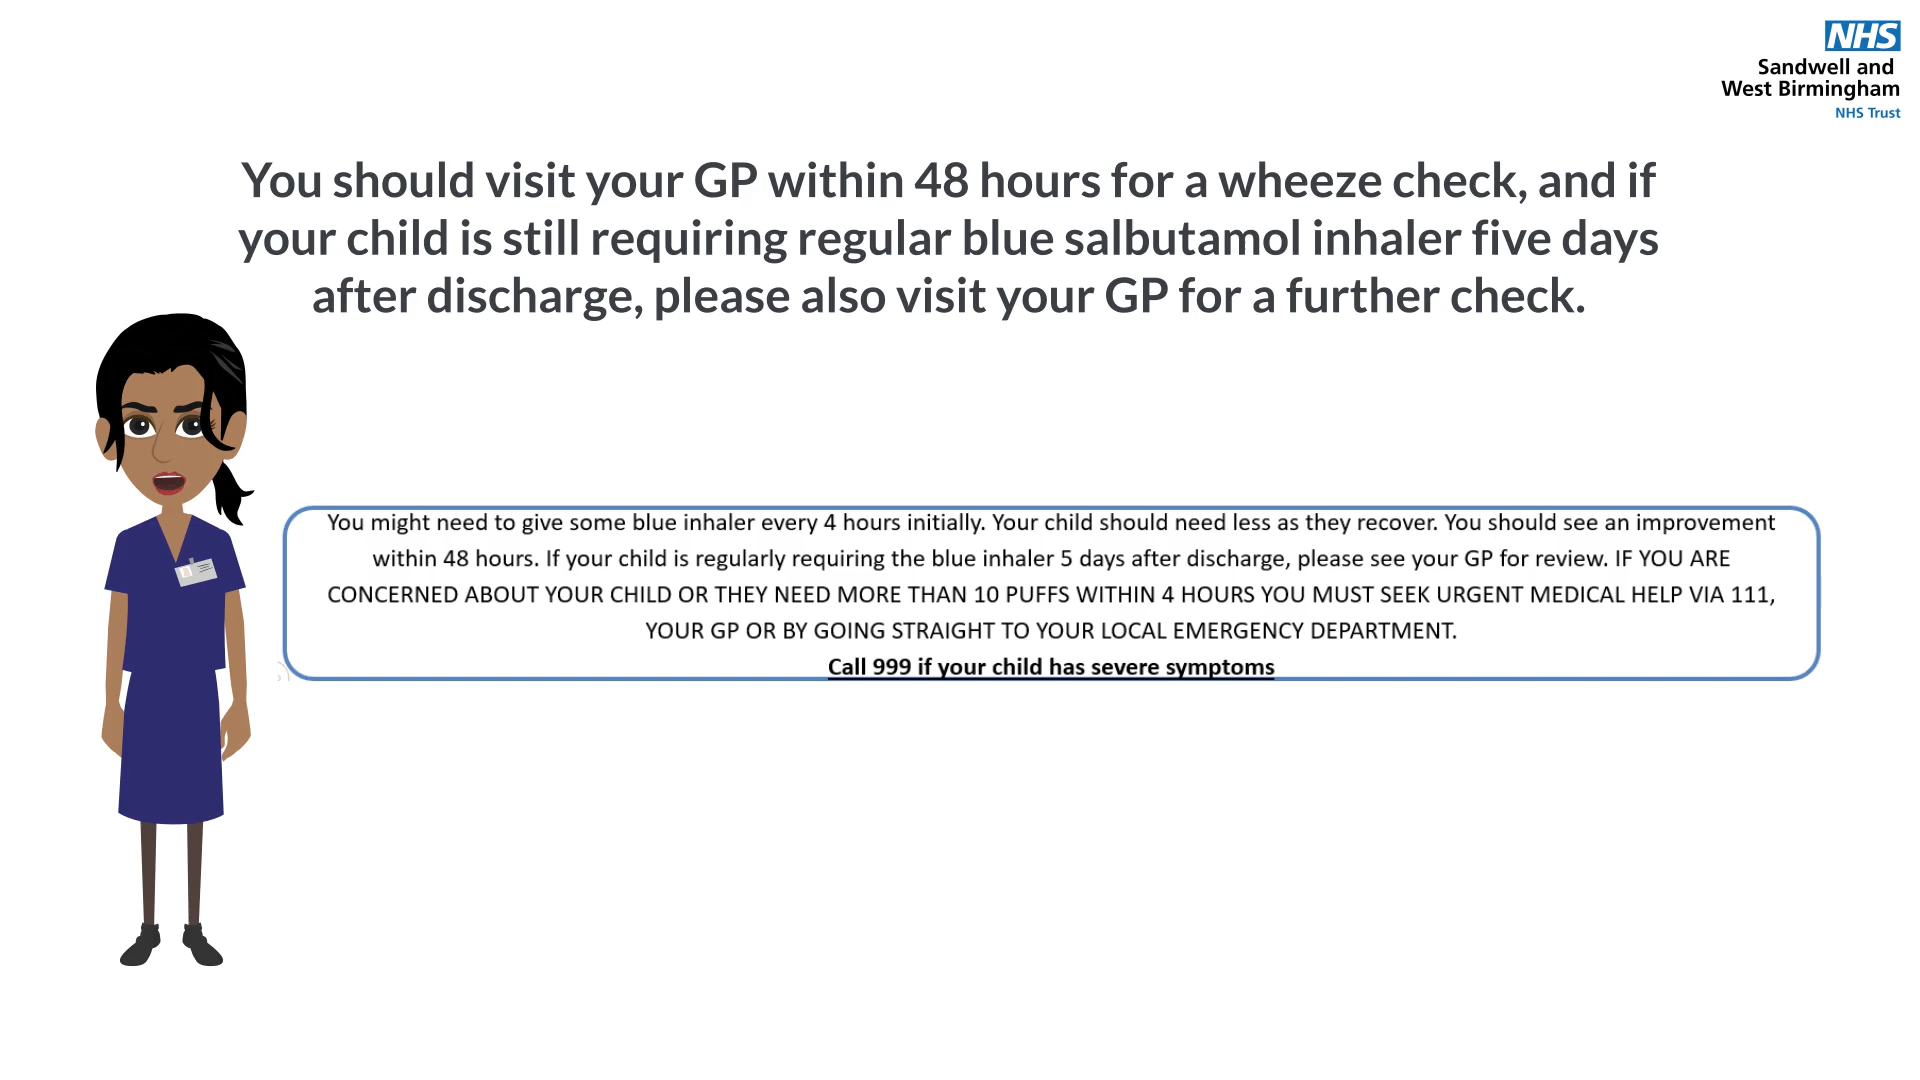 NHS
Sandwell and
West Birmingham
NHS Trust
You should visit your GP within 48 hours for a wheeze check, and if
your child is still requiring regular blue salbutamol inhaler five days
after discharge, please also visit your GP for a further check.
You might need to give some blue inhaler every 4 hours initially. Your child should need less as they recover. You should see an improvement
within 48 hours. If your child is regularly requiring the blue inhaler 5 days after discharge, please see your GP for review. IF YOU ARE
CONCERNED ABOUT YOUR CHILD OR THEY NEED MORE THAN 10 PUFFS WITHIN 4 HOURS YOU MUST SEEK URGENT MEDICAL HELP VIA 111,
YOUR GP OR BY GOING STRAIGHT TO YOUR LOCAL EMERGENCY DEPARTMENT.
Call 999 if your child has severe symptoms